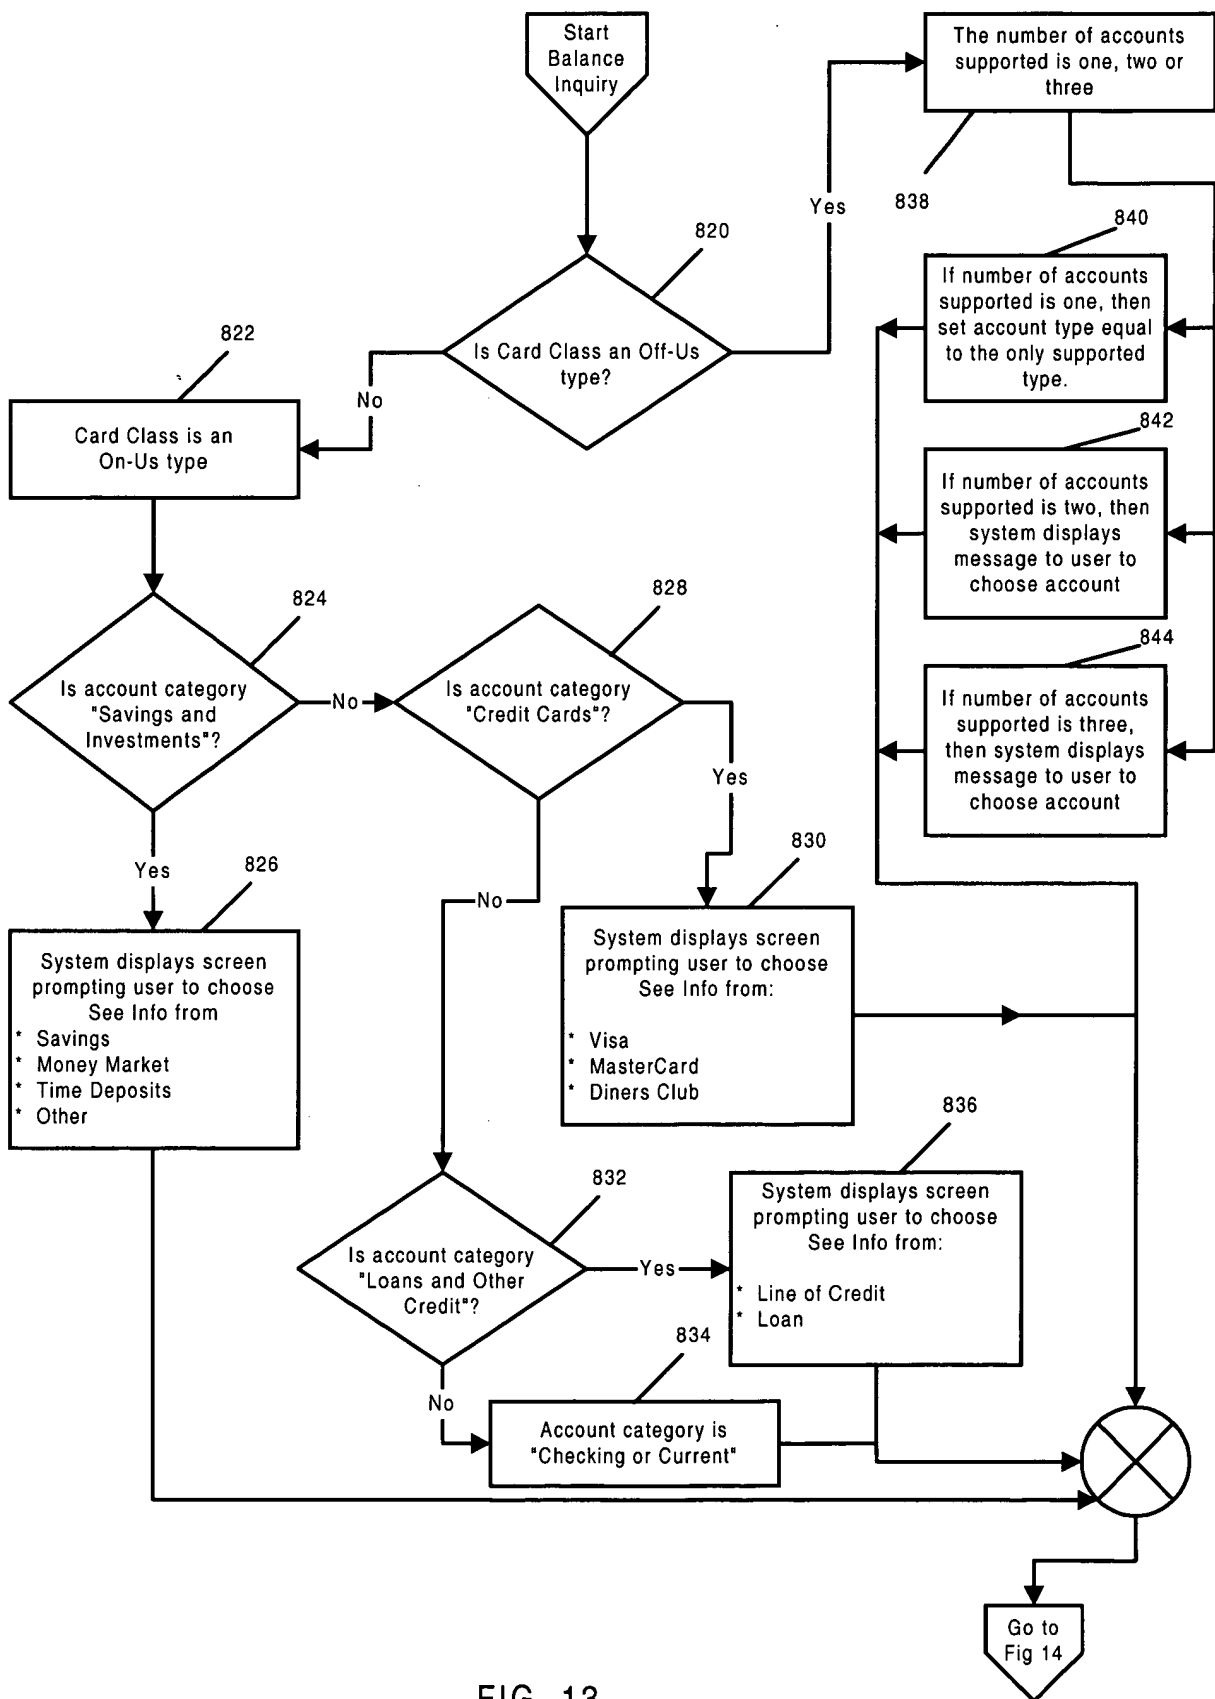 Start
Balance
Inquiry
The number of accounts
supported is one, two or
three
838
Yes
820
Is Card Class an Off-Us
type?
No
822
Card Class is an
On-Us type
840
If number of accounts
supported is one, then
set account type equal
to the only supported
type.
842
If number of accounts
supported is two, then
system displays
message to user to
choose account
844
If number of accounts
supported is three,
then system displays
message to user to
choose account
824
Is account category
"Savings and
Investments"?
No
828
Is account category
"Credit Cards"?
Yes
Yes
826
System displays screen
prompting user to choose
See Info from
* Savings
* Money Market
* Time Deposits
* Other
No
830
System displays screen
prompting user to choose
See Info from:
* Visa
* MasterCard
* Diners Club
832
Is account category
"Loans and Other
Credit"?
Yes
836
System displays screen
prompting user to choose
See Info from:
* Line of Credit
* Loan
No
834
Account category is
"Checking or Current"
Go to
Fig 14
FIG. 13